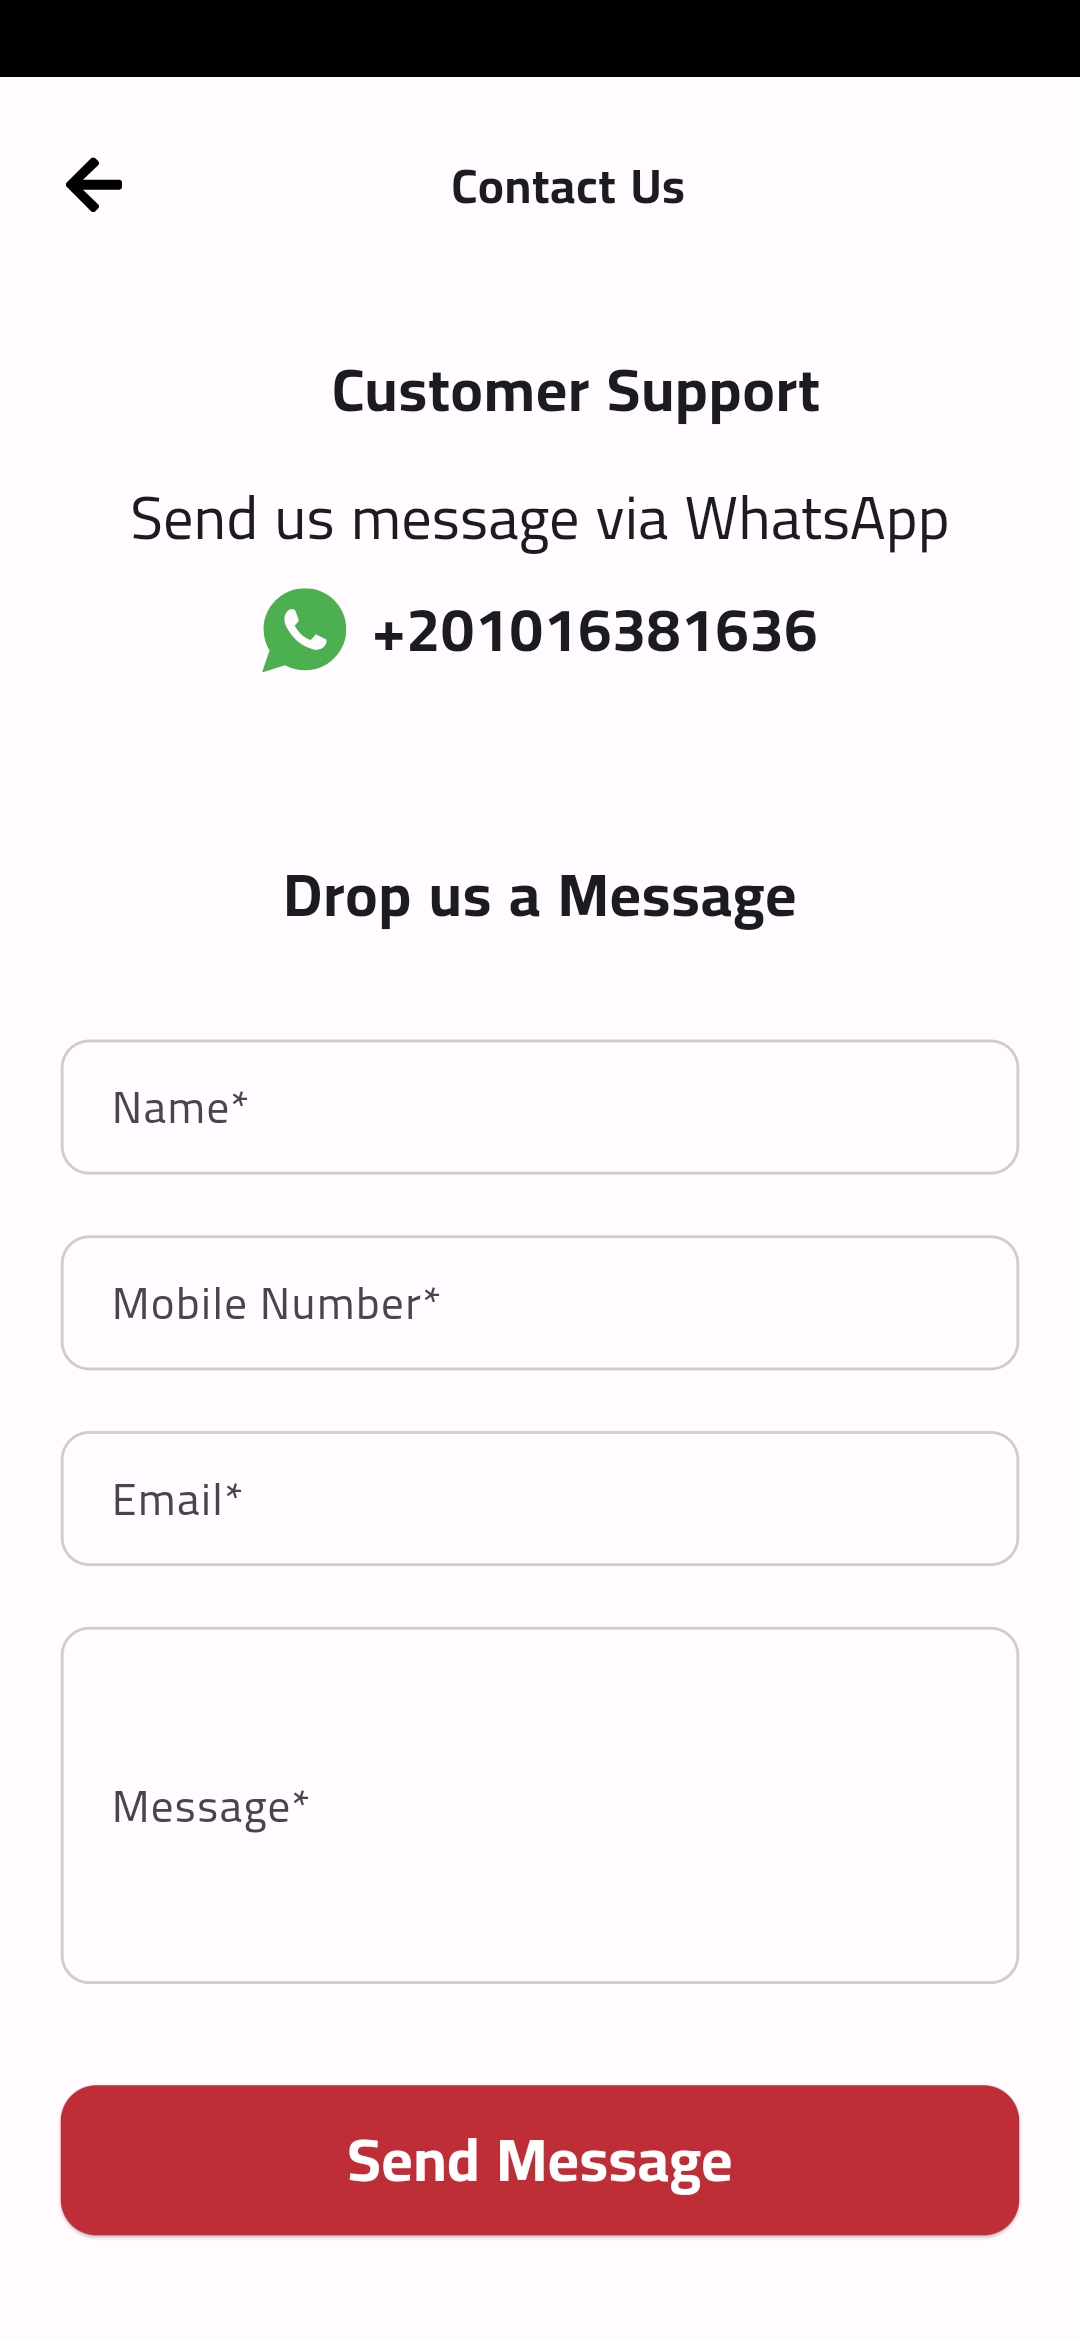 Contact Us
Customer Support
Send us message via WhatsApp
+201016381636
Drop us a Message
Name*
Mobile Number*
Email*
Message*
Send Message